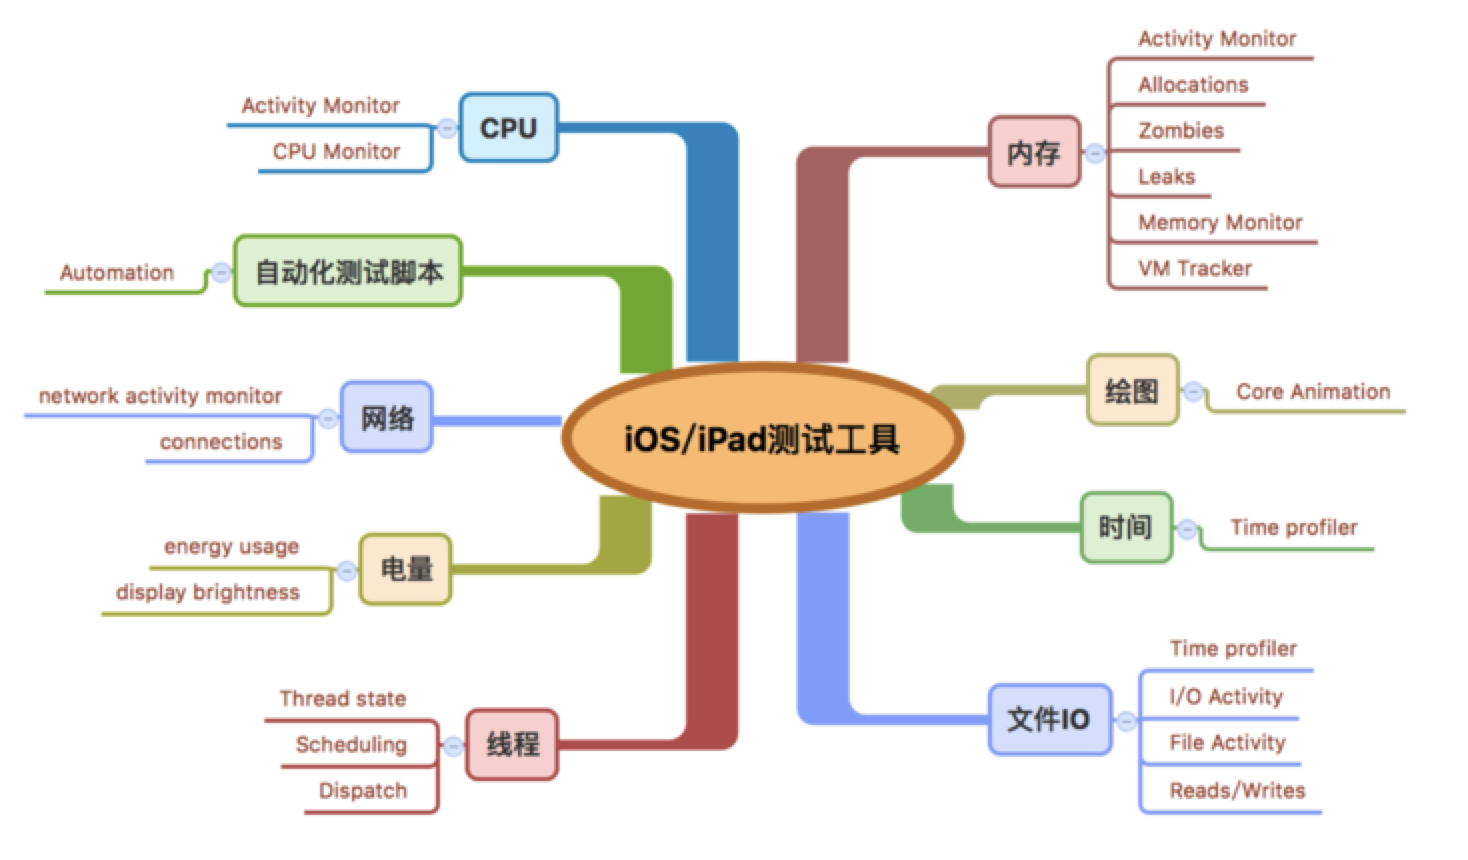 iOS/iPad测试工具
CPU
Activity Monitor
CPU Monitor
自动化测试脚本
Automation
网络
network activity monitor
connections
电量
energy usage
display brightness
线程
Thread state
Scheduling
Dispatch
内存
Activity Monitor
Allocations
Zombies
Leaks
Memory Monitor
VM Tracker
绘图
Core Animation
时间
Time profiler
文件IO
Time profiler
I/O Activity
File Activity
Reads/Writes